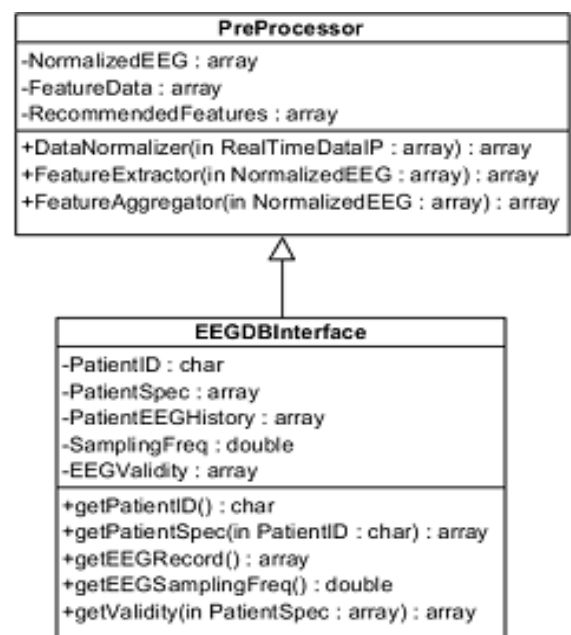 PreProcessor
-NormalizedEEG : array
-FeatureData : array
-RecommendedFeatures : array
+DataNormalizer(in RealTimeDataIP : array) : array
+FeatureExtractor(in NormalizedEEG : array) : array
+FeatureAggregator(in NormalizedEEG : array) : array
EEGDBInterface
-PatientID : char
-PatientSpec : array
-PatientEEGHistory : array
-SamplingFreq : double
-EEGValidity : array
+getPatientID() : char
+getPatientSpec(in PatientID : char) : array
+getEEGRecord() : array
+getEEGSamplingFreq() : double
+getValidity(in PatientSpec : array) : array